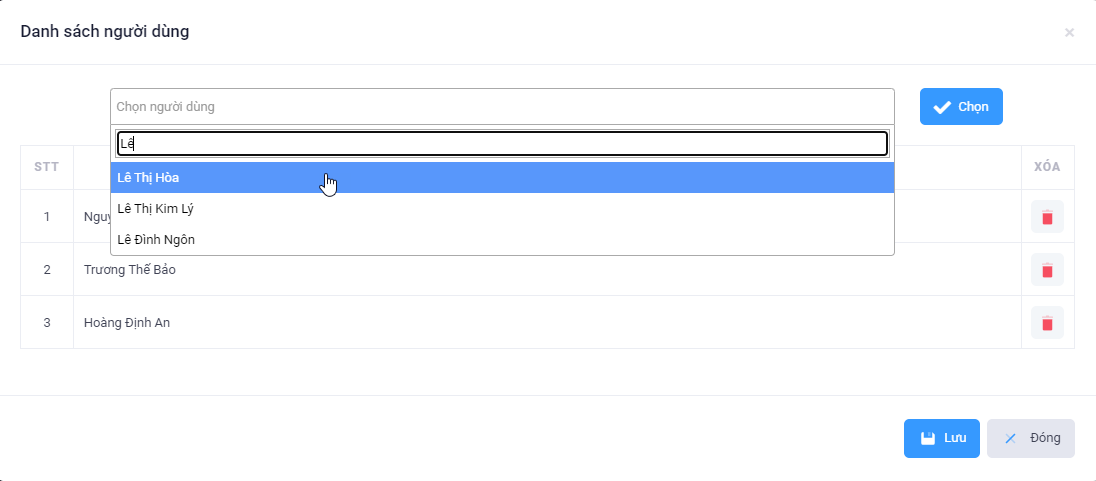 Danh sách người dùng
×
Chọn người dùng
Chọn
Lê
STT
XÓA
Lê Thị Hòa
Lê Thị Kim Lý
Lê Đình Ngôn
1
2 Trương Thế Bảo
3 Hoàng Định An
Lưu
Đóng